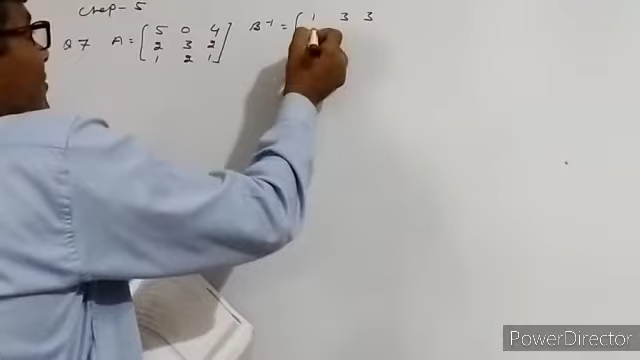 Chap-5
Q7 A = [ 5 0 4 B⁻¹ = [ 1 3 3
2 3 2
1 2 1 ]
PowerDirector